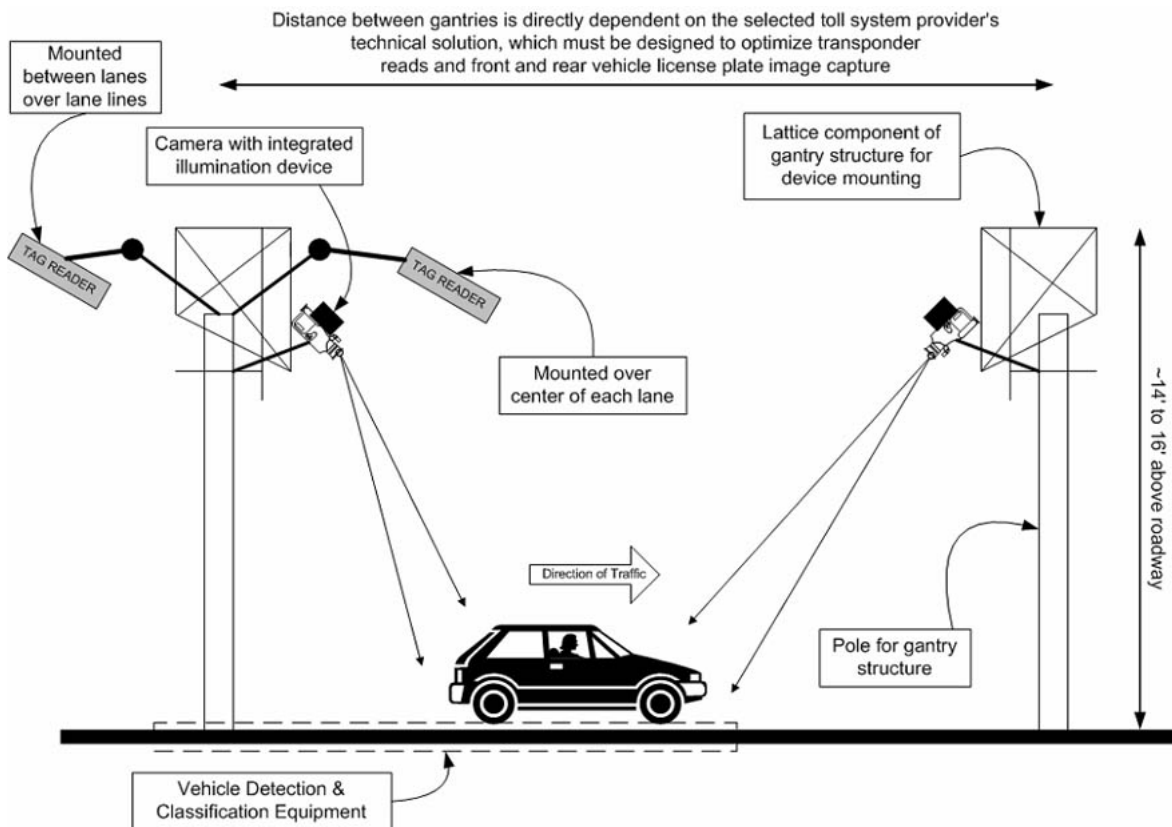 Distance between gantries is directly dependent on the selected toll system provider's
technical solution, which must be designed to optimize transponder
reads and front and rear vehicle license plate image capture
Mounted
between lanes
over lane lines
Camera with integrated
illumination device
Lattice component of
gantry structure for
device mounting
TAG READER
TAG READER
Mounted over
center of each lane
~14' to 16' above roadway
Direction of Traffic
Pole for gantry
structure
Vehicle Detection &
Classification Equipment